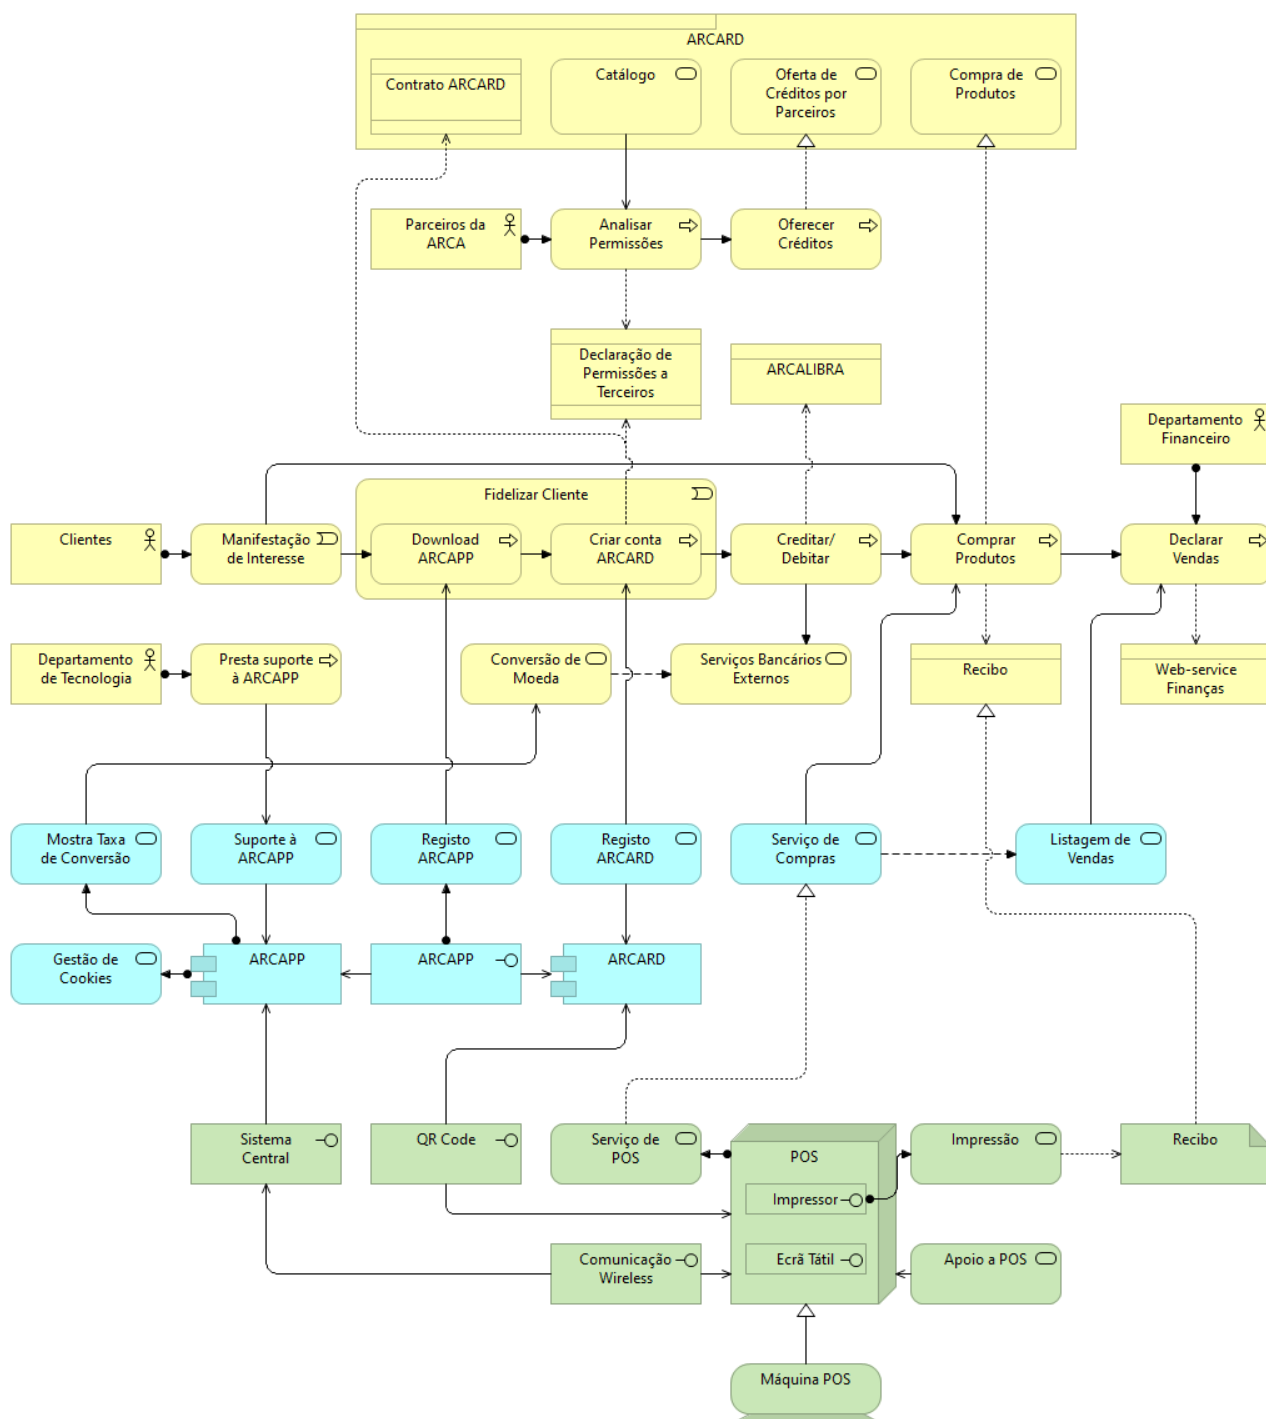 ARCARD
Contrato ARCARD
Catálogo
Oferta de
Créditos por
Parceiros
Compra de
Produtos
Parceiros da
ARCA
Analisar
Permissões
Oferecer
Créditos
Declaração de
Permissões a
Terceiros
ARCALIBRA
Departamento
Financeiro
Fidelizar Cliente
Clientes
Manifestação
de Interesse
Download
ARCAPP
Criar conta
ARCARD
Creditar/
Debitar
Comprar
Produtos
Declarar
Vendas
Departamento
de Tecnologia
Presta suporte
à ARCAPP
Conversão de
Moeda
Serviços Bancários
Externos
Recibo
Web-service
Finanças
Mostra Taxa
de Conversão
Suporte à
ARCAPP
Registo
ARCAPP
Registo
ARCARD
Serviço de
Compras
Listagem de
Vendas
Gestão de
Cookies
ARCAPP
ARCAPP
ARCARD
Sistema
Central
QR Code
Serviço de
POS
POS
Impressor
Ecrã Tátil
Impressão
Recibo
Comunicação
Wireless
Apoio a POS
Máquina POS